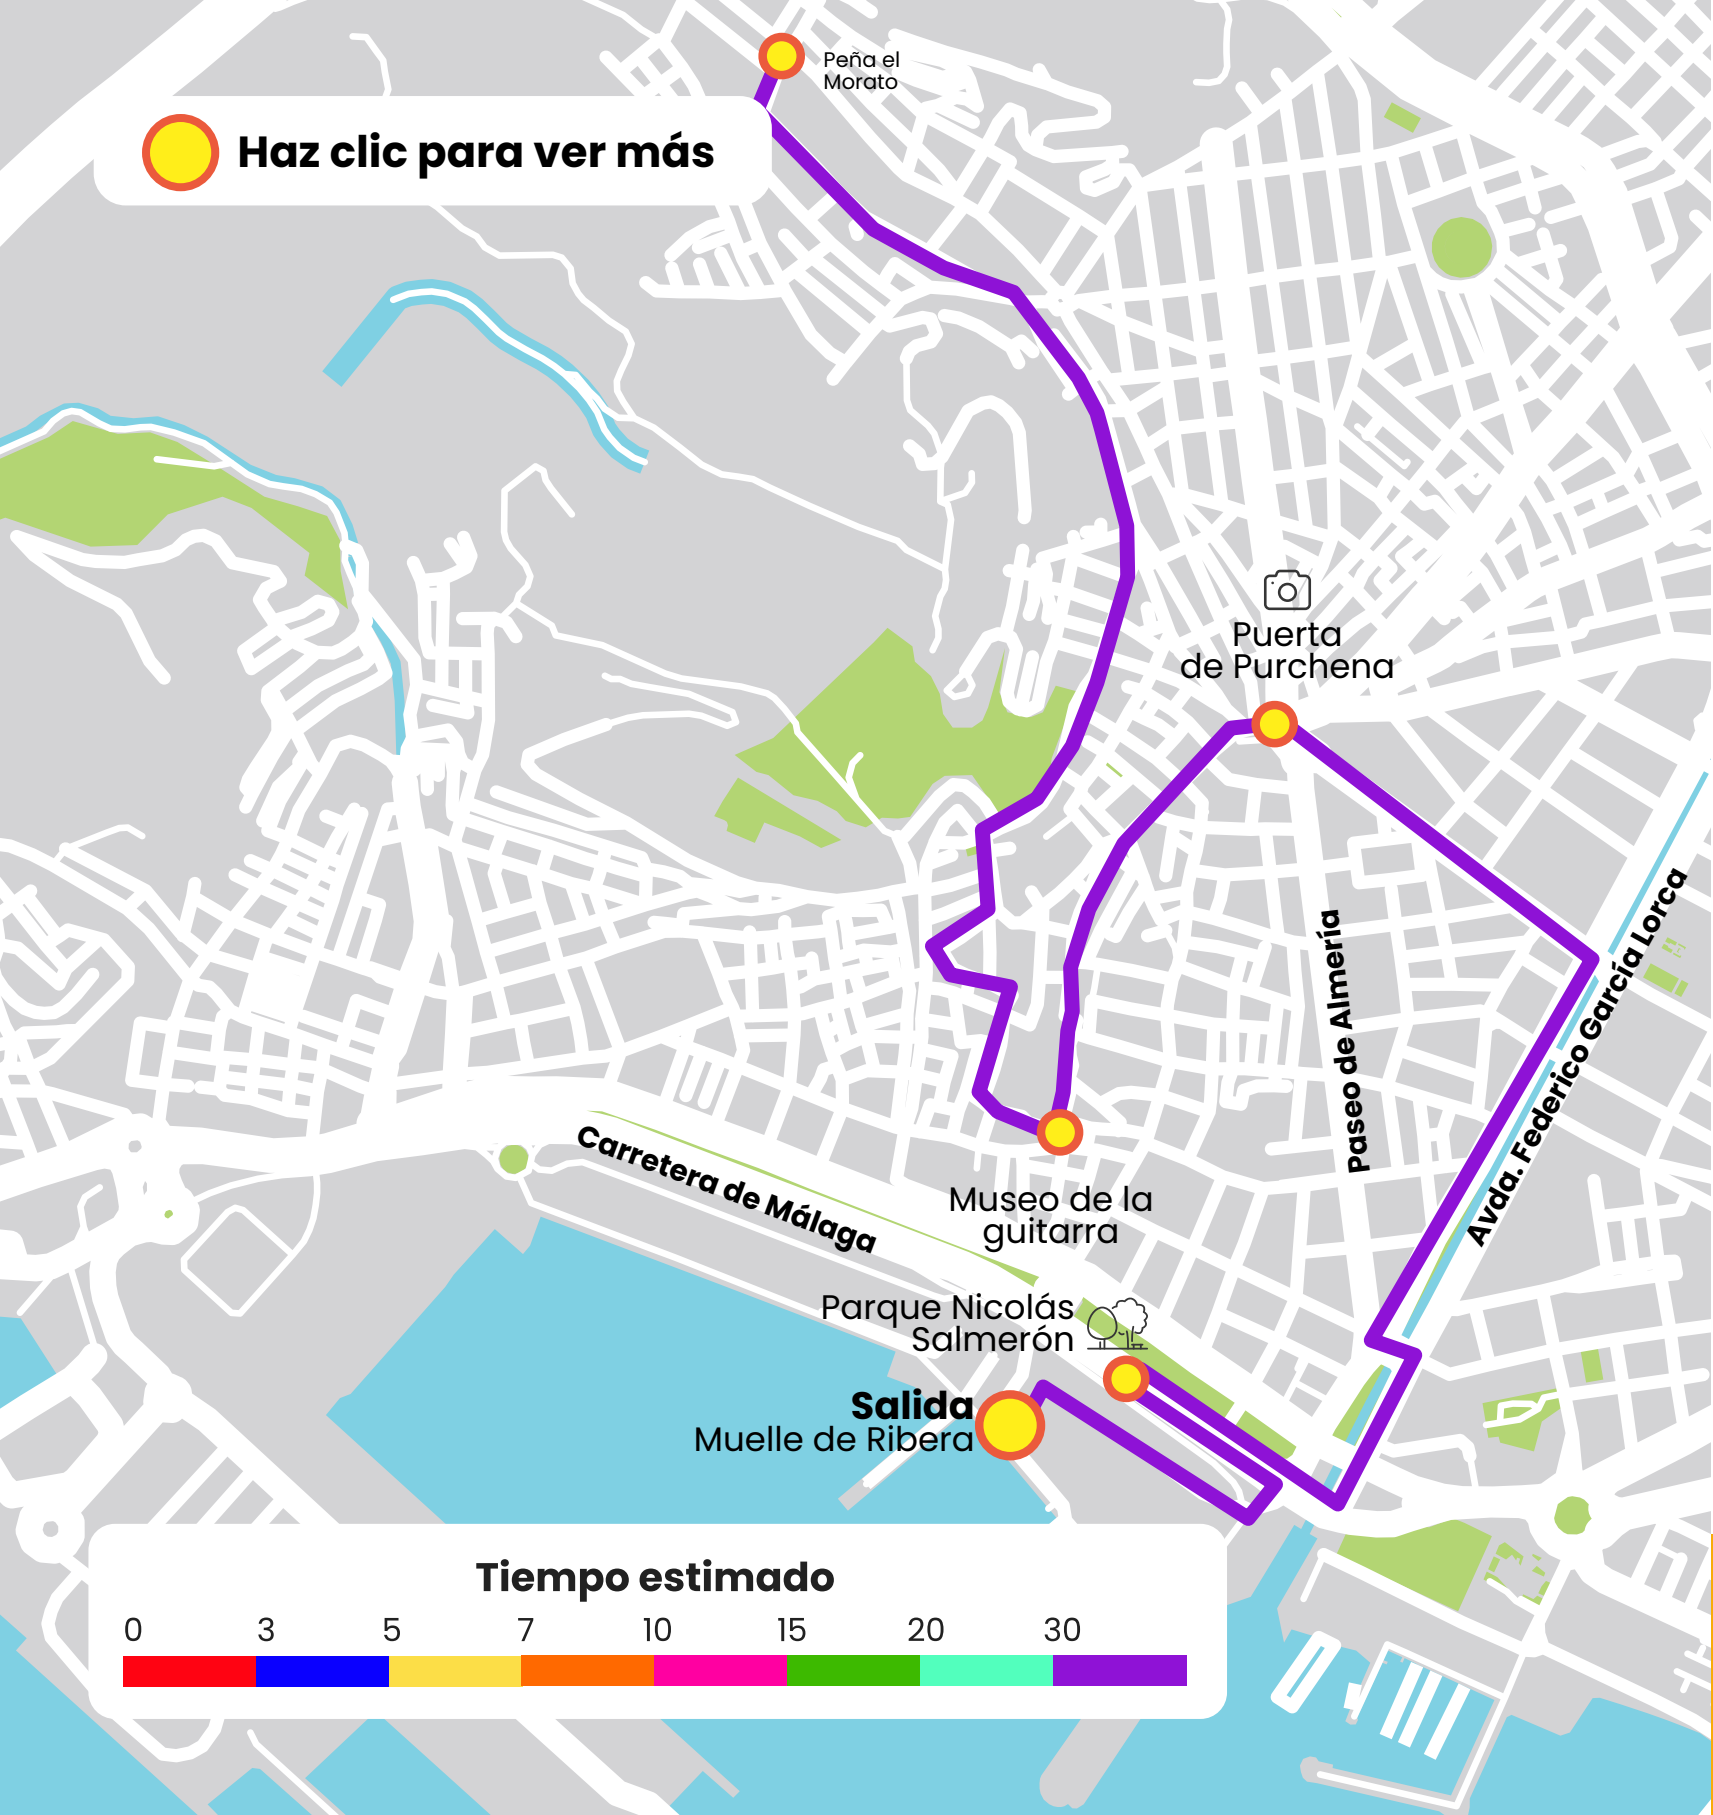 Peña el
Morato
Haz clic para ver más
Puerta
de Purchena
Paseo de Almería
Avda. Federico García Lorca
Carretera de Málaga
Museo de la
guitarra
Parque Nicolás
Salmerón
Salida
Muelle de Ribera
Tiempo estimado
0 3 5 7 10 15 20 30